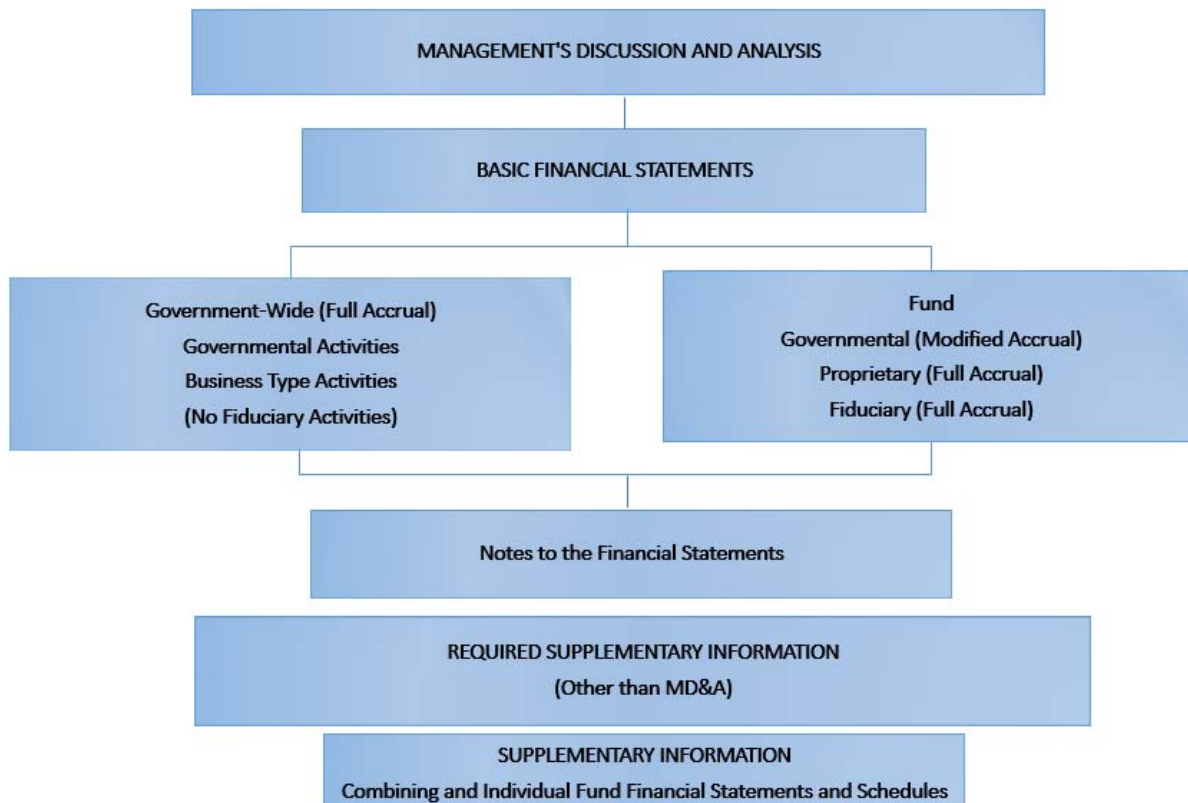 MANAGEMENT'S DISCUSSION AND ANALYSIS
BASIC FINANCIAL STATEMENTS
Government-Wide (Full Accrual)
Governmental Activities
Business Type Activities
(No Fiduciary Activities)
Fund
Governmental (Modified Accrual)
Proprietary (Full Accrual)
Fiduciary (Full Accrual)
Notes to the Financial Statements
REQUIRED SUPPLEMENTARY INFORMATION
(Other than MD&A)
SUPPLEMENTARY INFORMATION
Combining and Individual Fund Financial Statements and Schedules